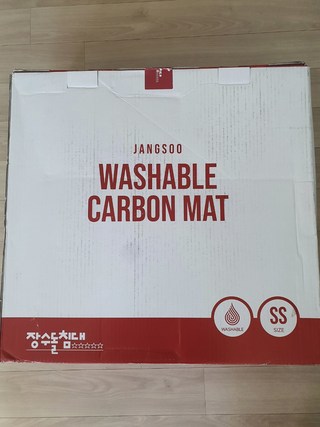 JANGSOO
WASHABLE
CARBON MAT
WASHABLE
SS
SIZE
장수돌침대